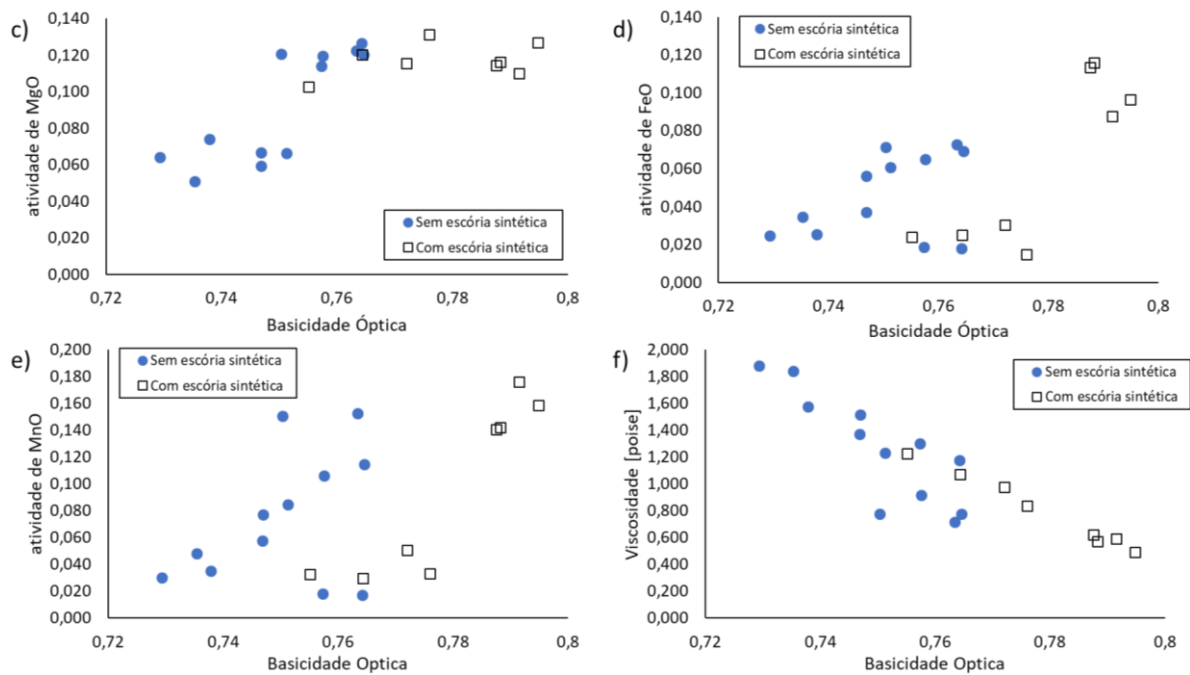 c)
atividade de MgO
0,140
0,120
0,100
0,080
0,060
0,040
0,020
0,000
0,72
0,74
0,76
0,78
0,8
Basicidade Óptica
Sem escória sintética
Com escória sintética
d)
atividade de FeO
0,140
0,120
0,100
0,080
0,060
0,040
0,020
0,000
0,72
0,74
0,76
0,78
0,8
Basicidade Óptica
Sem escória sintética
Com escória sintética
e)
atividade de MnO
0,200
0,180
0,160
0,140
0,120
0,100
0,080
0,060
0,040
0,020
0,000
0,72
0,74
0,76
0,78
0,8
Basicidade Optica
Sem escória sintética
Com escória sintética
f)
Viscosidade [poise]
2,000
1,800
1,600
1,400
1,200
1,000
0,800
0,600
0,400
0,200
0,000
0,72
0,74
0,76
0,78
0,8
Basicidade Optica
Sem escória sintética
Com escória sintética